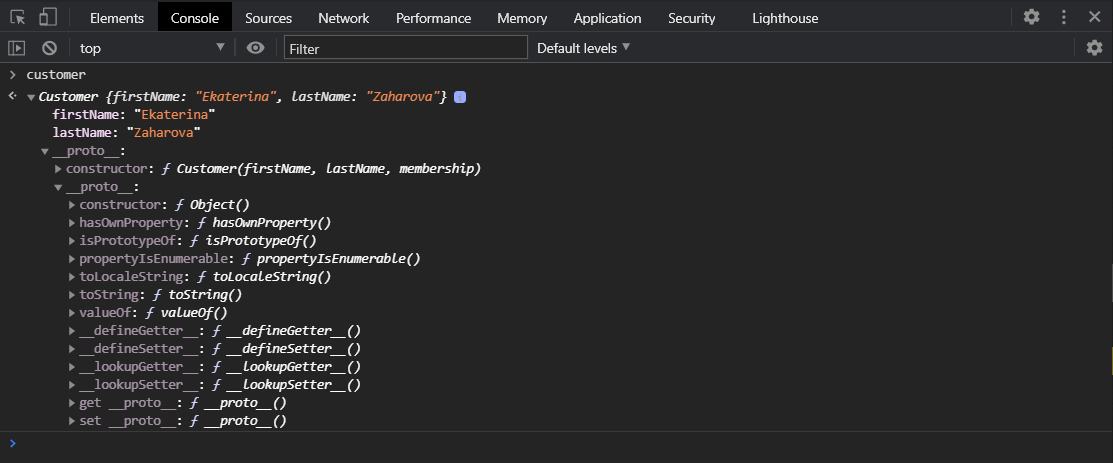 Elements Console Sources Network Performance Memory Application Security Lighthouse
top Filter Default levels
customer
Customer {firstName: "Ekaterina", lastName: "Zaharova"}
firstName: "Ekaterina"
lastName: "Zaharova"
__proto__:
constructor: ƒ Customer(firstName, lastName, membership)
__proto__:
constructor: ƒ Object()
hasOwnProperty: ƒ hasOwnProperty()
isPrototypeOf: ƒ isPrototypeOf()
propertyIsEnumerable: ƒ propertyIsEnumerable()
toLocaleString: ƒ toLocaleString()
toString: ƒ toString()
valueOf: ƒ valueOf()
__defineGetter__: ƒ __defineGetter__()
__defineSetter__: ƒ __defineSetter__()
__lookupGetter__: ƒ __lookupGetter__()
__lookupSetter__: ƒ __lookupSetter__()
get __proto__: ƒ __proto__()
set __proto__: ƒ __proto__()